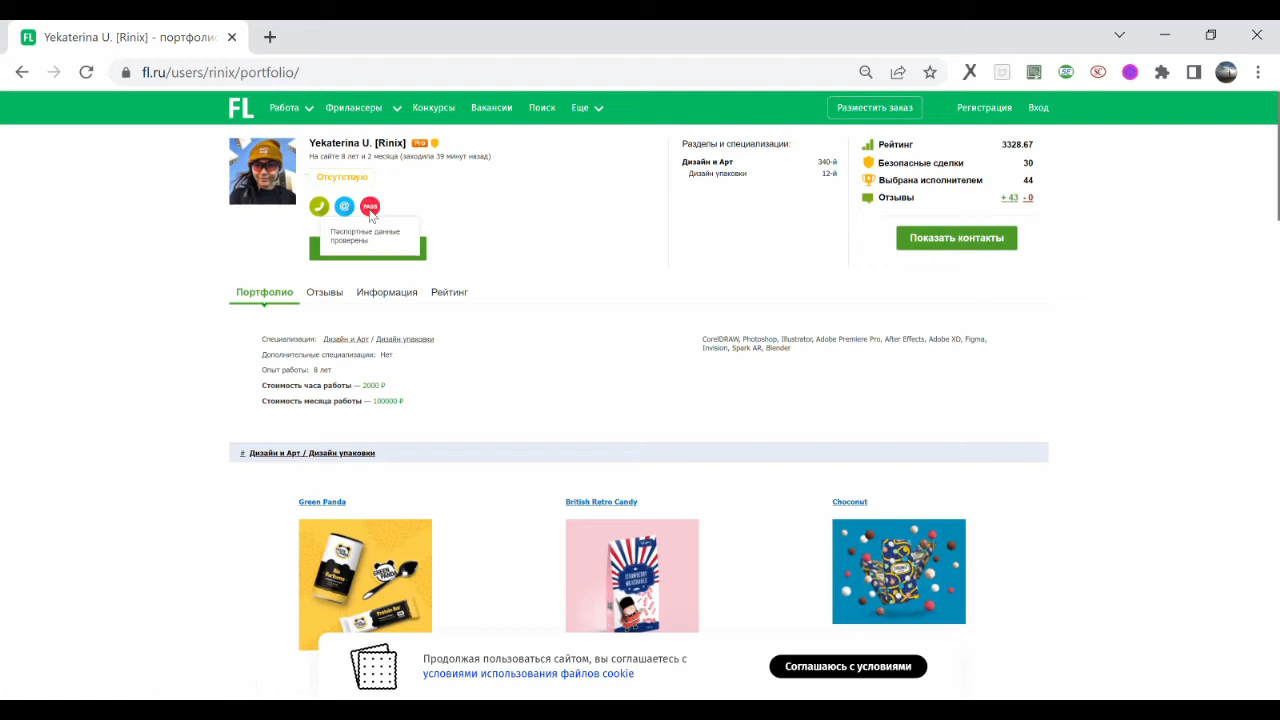 Yekaterina U. [Rinix] - портфолио
fl.ru/users/rinix/portfolio/
FL Работа Фрилансеры Конкурсы Вакансии Поиск Еще Разместить заказ Регистрация Вход
Yekaterina U. [Rinix] Pro
На сайте 8 лет и 2 месяца (заходила 39 минут назад)
Отсутствую
@ PASS
Паспортные данные
проверены
Разделы и специализации:
Дизайн и Арт 340-й
Дизайн упаковки 12-й
Рейтинг 3328.67
Безопасные сделки 30
Выбрана исполнителем 44
Отзывы + 43 - 0
Показать контакты
Портфолио Отзывы Информация Рейтинг
Специализация: Дизайн и Арт / Дизайн упаковки
Дополнительные специализации: Нет
Опыт работы: 8 лет
Стоимость часа работы — 2000 ₽
Стоимость месяца работы — 100000 ₽
CorelDRAW, Photoshop, Illustrator, Adobe Premiere Pro, After Effects, Adobe XD, Figma,
Invision, Spark AR, Blender
# Дизайн и Арт / Дизайн упаковки
Green Panda British Retro Candy Choconut
GREEN
PANDA
Protein Bar
Продолжая пользоваться сайтом, вы соглашаетесь с
условиями использования файлов cookie
Соглашаюсь с условиями